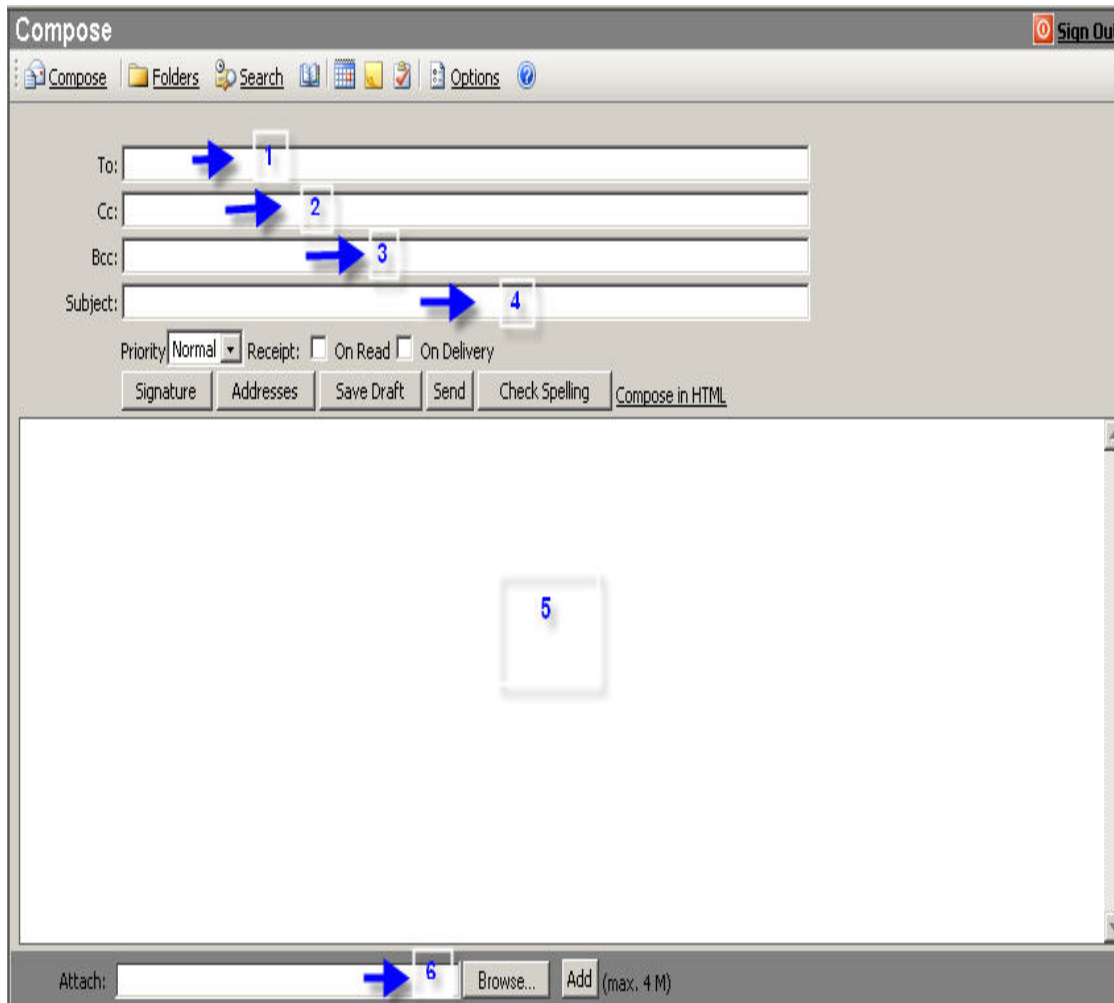 Compose
Sign Out
Compose Folders Search Options
To: 1
Cc: 2
Bcc: 3
Subject: 4
Priority Normal Receipt: On Read On Delivery
Signature Addresses Save Draft Send Check Spelling Compose in HTML
5
Attach: 6 Browse... Add (max. 4 M)